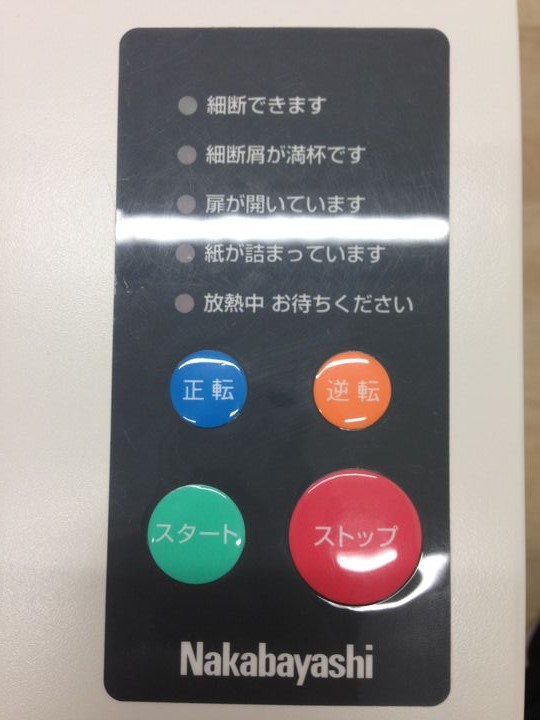 細断できます
細断屑が満杯です
扉が開いています
紙が詰まっています
放熱中 お待ちください
正転
逆転
スタート
ストップ
Nakabayashi